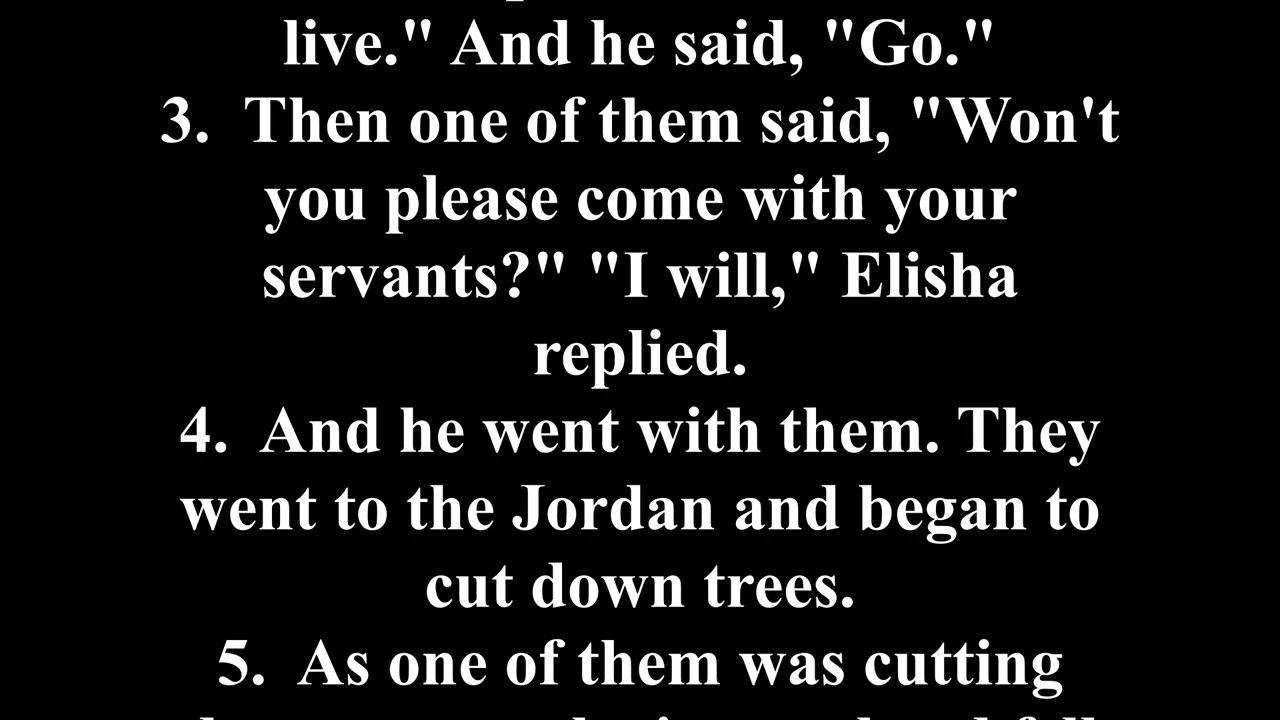 live." And he said, "Go."
3. Then one of them said, "Won't
you please come with your
servants?" "I will," Elisha
replied.
4. And he went with them. They
went to the Jordan and began to
cut down trees.
5. As one of them was cutting